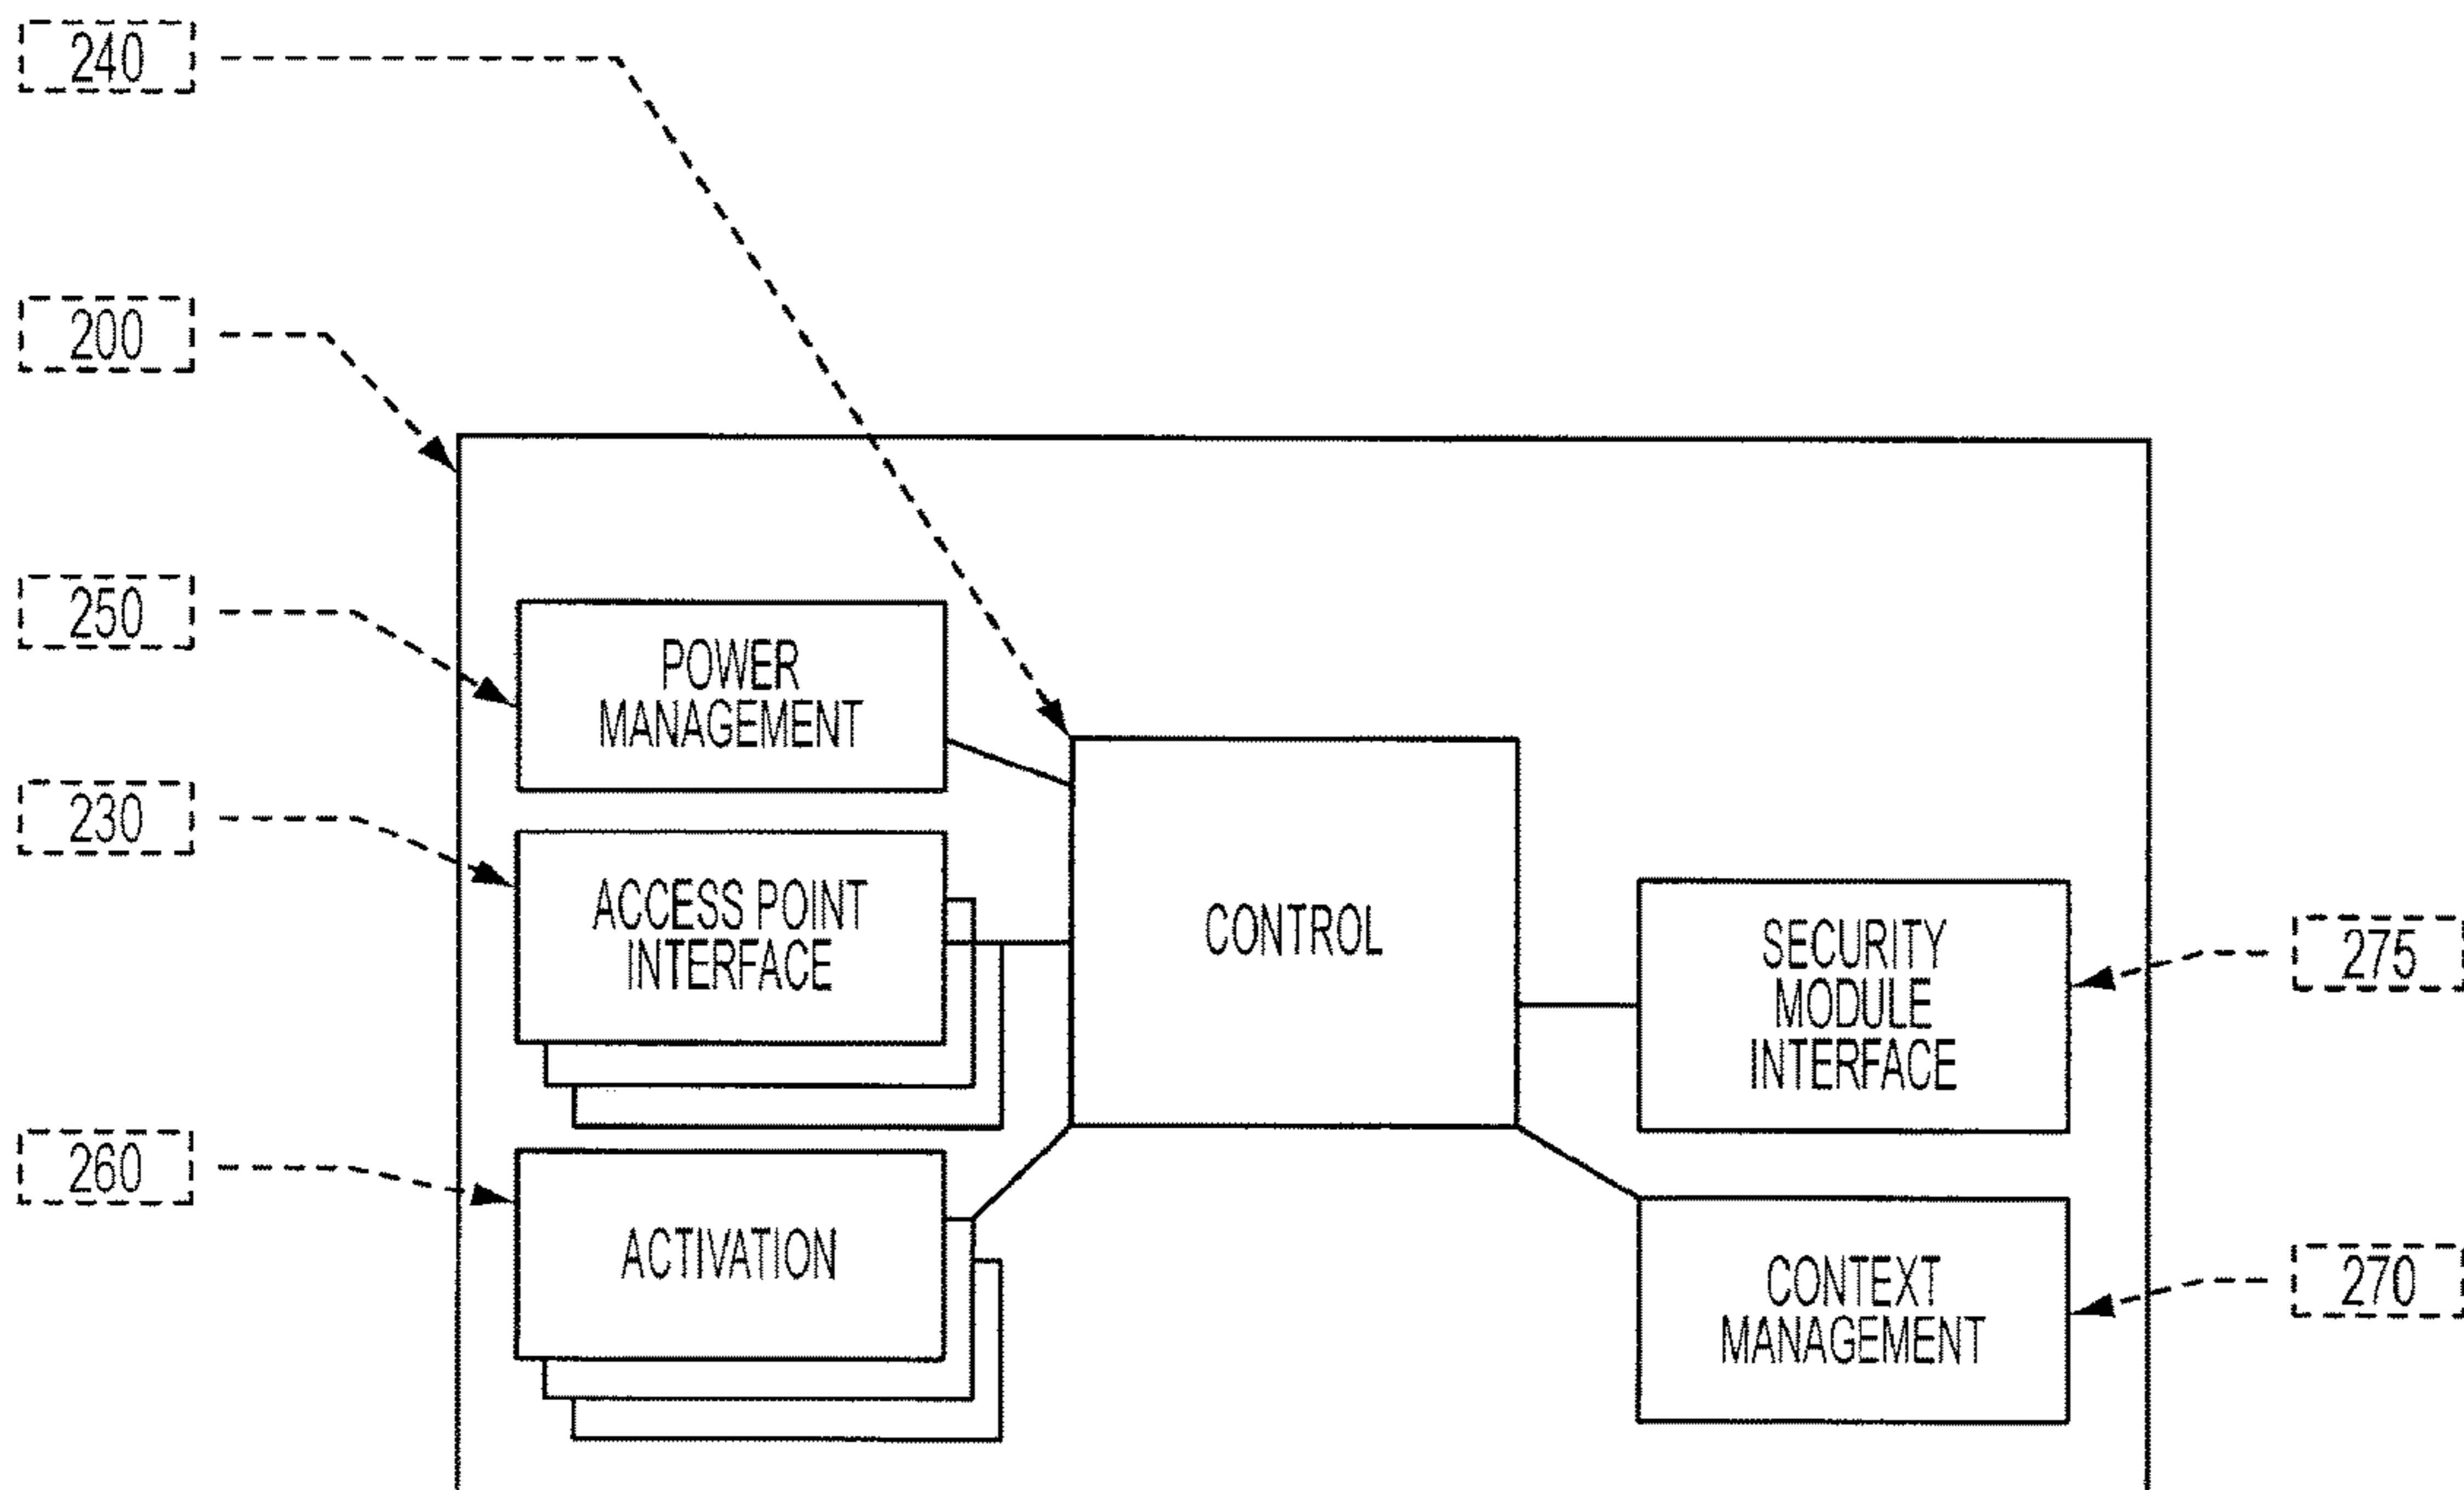 240
200
250
POWER
MANAGEMENT
230
ACCESS POINT
INTERFACE
CONTROL
SECURITY
MODULE
INTERFACE
275
260
ACTIVATION
CONTEXT
MANAGEMENT
270